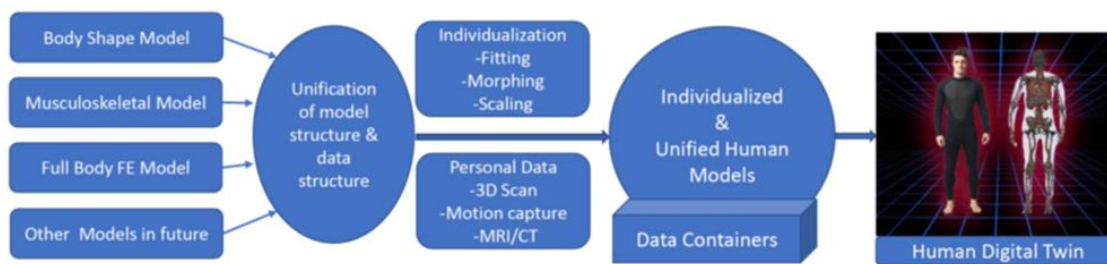 Body Shape Model
Musculoskeletal Model
Full Body FE Model
Other Models in future
Unification
of model
structure &
data
structure
Individualization
-Fitting
-Morphing
-Scaling
Personal Data
-3D Scan
-Motion capture
-MRI/CT
Individualized
&
Unified Human
Models
Data Containers
Human Digital Twin